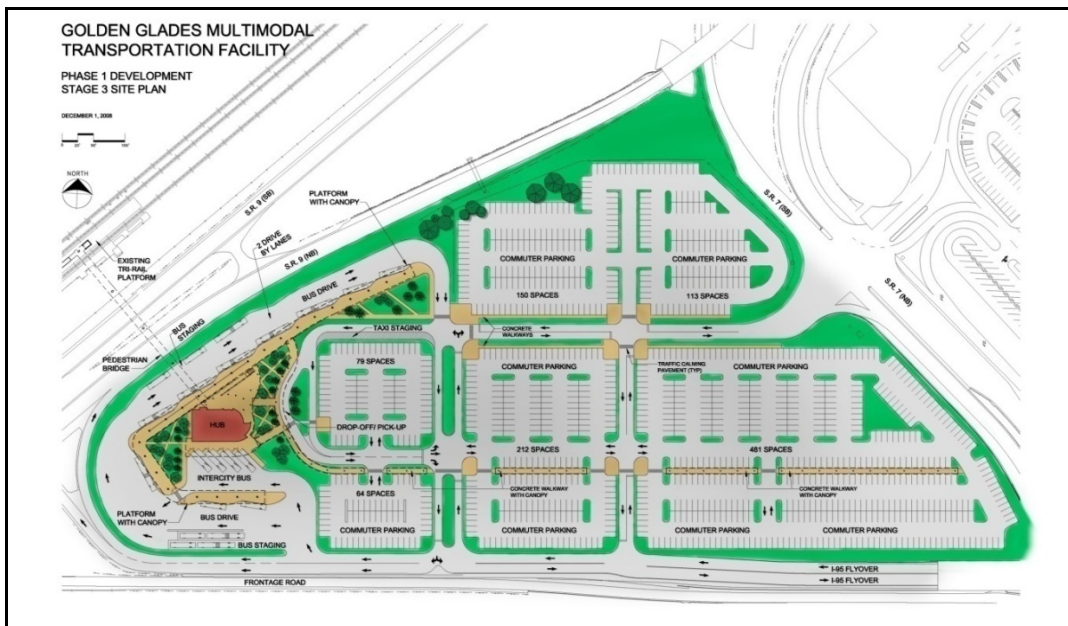 GOLDEN GLADES MULTIMODAL
TRANSPORTATION FACILITY
PHASE 1 DEVELOPMENT
STAGE 3 SITE PLAN
DECEMBER 1, 2008
NORTH
PLATFORM
WITH CANOPY
S.R. 9 (SB)
2 DRIVE
BY LANES
S.R. 9 (NB)
S.R. 7 (SB)
EXISTING
TRI-RAIL
PLATFORM
BUS DRIVE
COMMUTER PARKING
COMMUTER PARKING
150 SPACES
113 SPACES
S.R. 7 (NB)
BUS
STAGING
TAXI STAGING
CONCRETE
WALKWAYS
PEDESTRIAN
BRIDGE
79 SPACES
COMMUTER PARKING
TRAFFIC CALMING
PAVEMENT (TYP)
COMMUTER PARKING
HUB
DROP-OFF/ PICK-UP
212 SPACES
481 SPACES
INTERCITY BUS
64 SPACES
CONCRETE WALKWAY
WITH CANOPY
CONCRETE WALKWAY
WITH CANOPY
PLATFORM
WITH CANOPY
BUS DRIVE
COMMUTER PARKING
COMMUTER PARKING
COMMUTER PARKING
COMMUTER PARKING
BUS STAGING
I-95 FLYOVER
FRONTAGE ROAD
I-95 FLYOVER